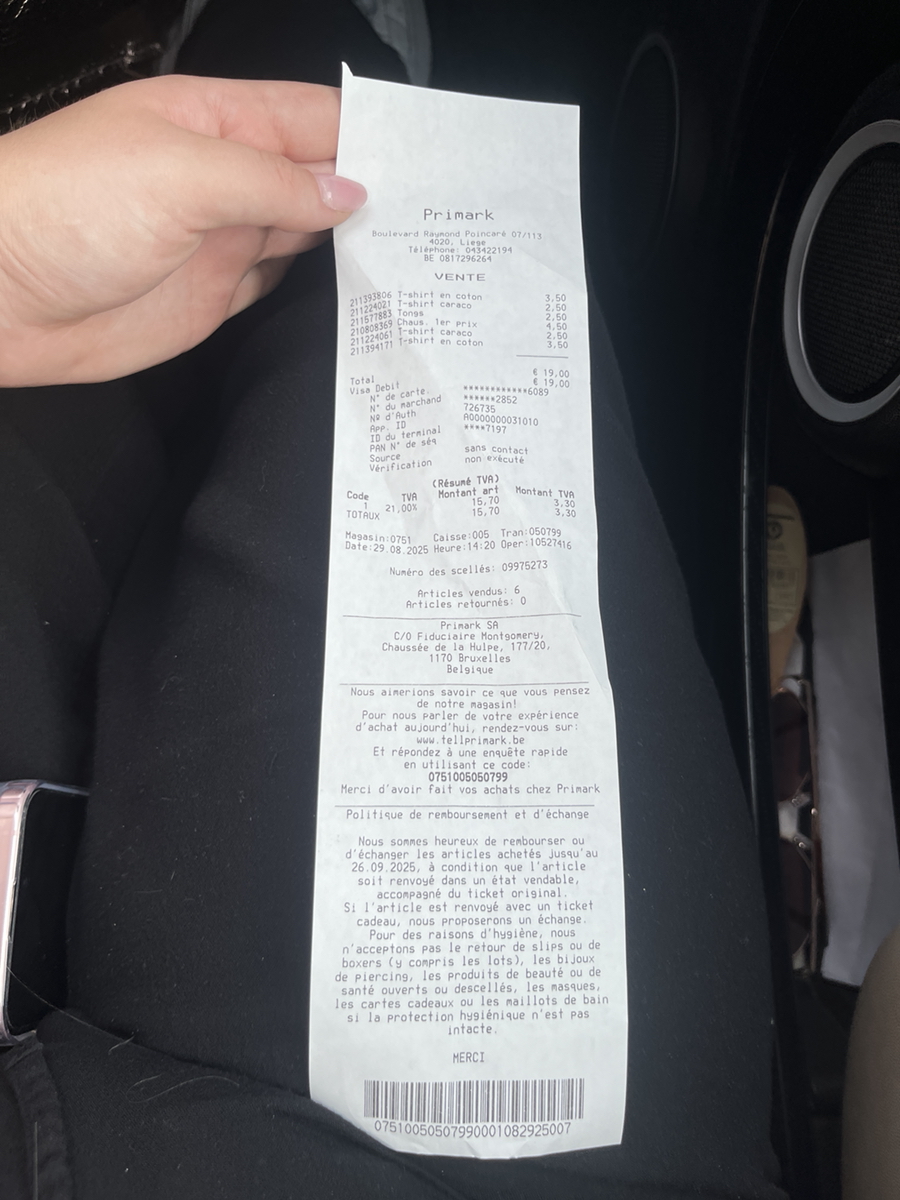 Primark
Boulevard Raymond Poincaré 07/113
4020, Liege
Téléphone: 043422194
BE 0817296264
VENTE
211393806 T-shirt en coton 3,50
211224021 T-shirt caraco 2,50
211577883 Tongs 2,50
210808369 Chaus. 1er prix 4,50
211224061 T-shirt caraco 2,50
211394171 T-shirt en coton 3,50
Total € 19,00
Visa Debit € 19,00
N° de carte. ************6089
N° du marchand ******2852
Nº d'Auth 726735
App. ID A0000000031010
ID du terminal ****7197
PAN N° de séq
Source sans contact
Vérification non exécuté
(Résumé TVA)
Code TVA Montant art Montant TVA
1 21,00% 15,70 3,30
TOTAUX 15,70 3,30
Magasin:0751 Caisse:005 Tran:050799
Date:29.08.2025 Heure:14:20 Oper:10527416
Numéro des scellés: 09975273
Articles vendus: 6
Articles retournés: 0
Primark SA
C/O Fiduciaire Montgomery,
Chaussée de la Hulpe, 177/20,
1170 Bruxelles
Belgique
Nous aimerions savoir ce que vous pensez
de notre magasin!
Pour nous parler de votre expérience
d'achat aujourd'hui, rendez-vous sur:
www.tellprimark.be
Et répondez à une enquête rapide
en utilisant ce code:
0751005050799
Merci d'avoir fait vos achats chez Primark
Politique de remboursement et d'échange
Nous sommes heureux de rembourser ou
d'échanger les articles achetés jusqu'au
26.09.2025, à condition que l'article
soit renvoyé dans un état vendable,
accompagné du ticket original.
Si l'article est renvoyé avec un ticket
cadeau, nous proposerons un échange.
Pour des raisons d'hygiène, nous
n'acceptons pas le retour de slips ou de
boxers (y compris les lots), les bijoux
de piercing, les produits de beauté ou de
santé ouverts ou descellés, les masques,
les cartes cadeaux ou les maillots de bain
si la protection hygiénique n'est pas
intacte.
MERCI
07510050507990001082925007